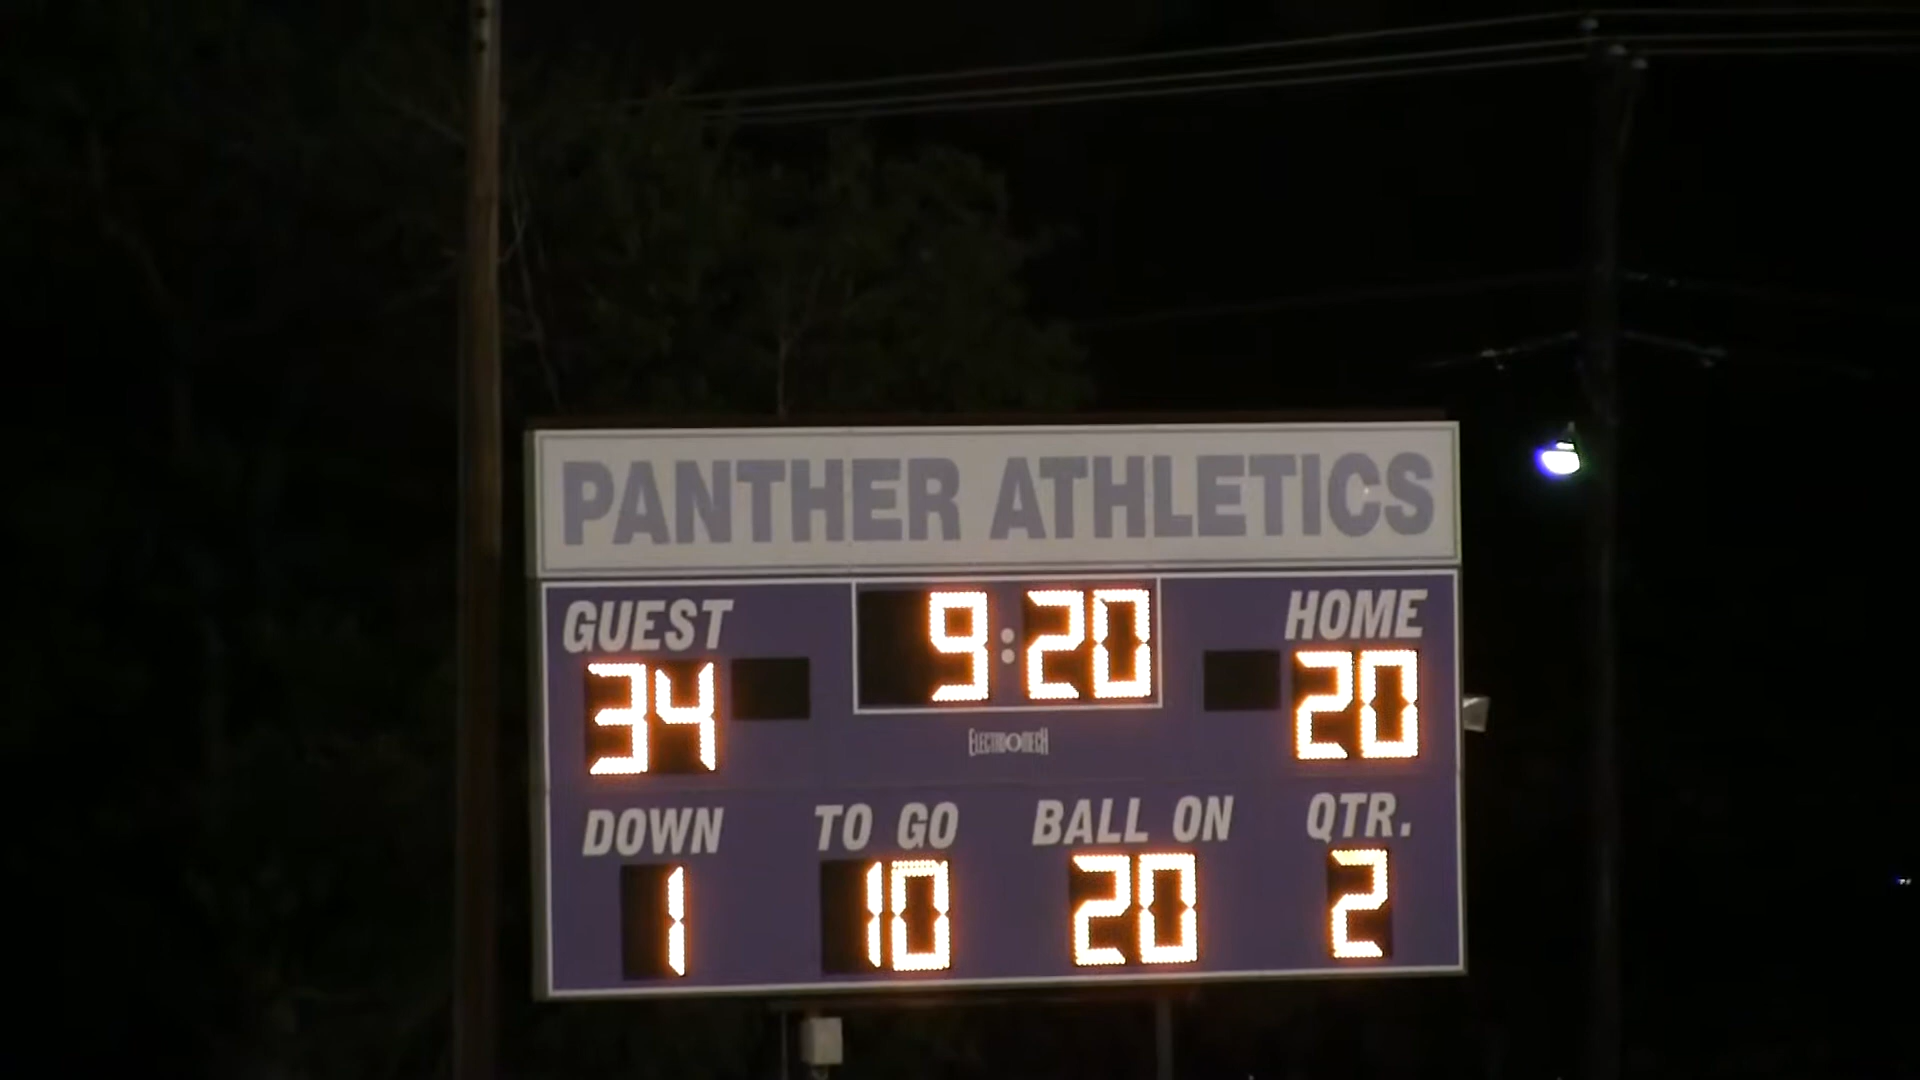 PANTHER ATHLETICS
GUEST 9:20 HOME
34 20
ELECTRO-MECH
DOWN TO GO BALL ON QTR.
1 10 20 2